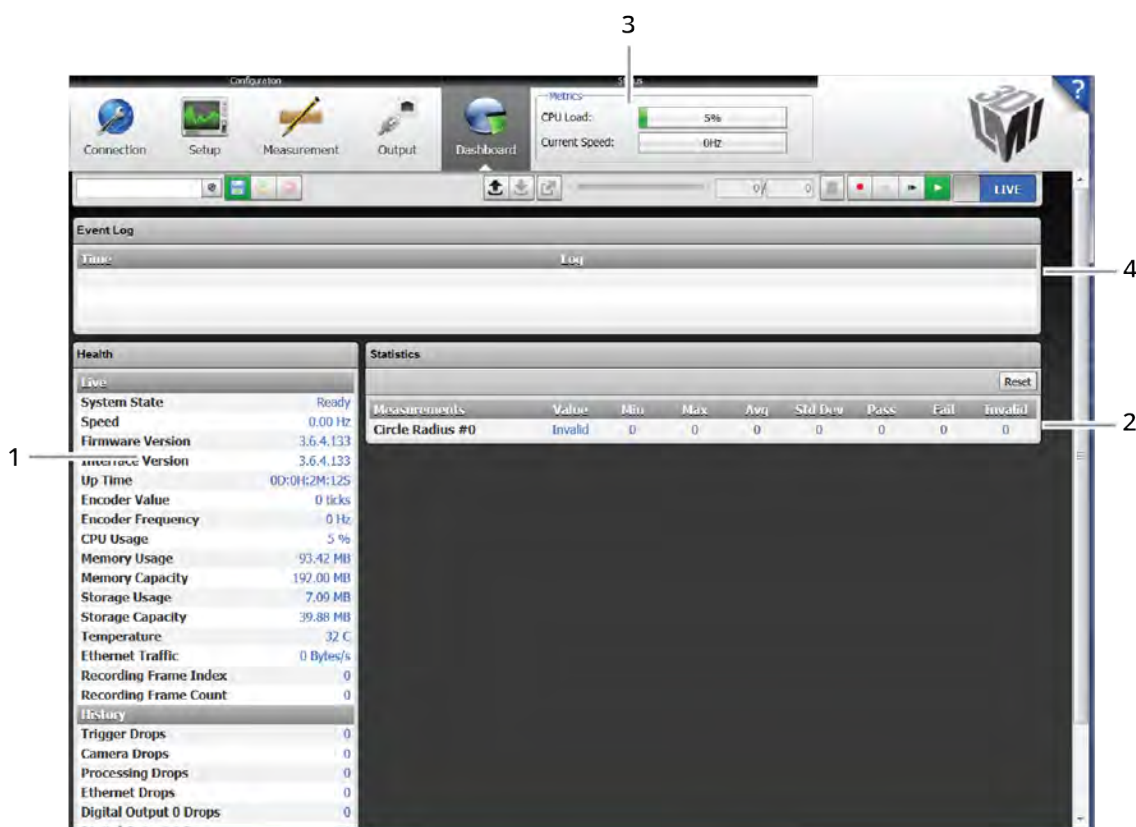 3
Configuration
Metrics
CPU Load: 5%
Current Speed: 0Hz
Connection Setup Measurement Output Dashboard
LMI 3D
?
0/ 0
LIVE
Event Log
Time Log
4
Health
Live
System State Ready
Speed 0.00 Hz
Firmware Version 3.6.4.133
Interface Version 3.6.4.133
Up Time 0D:0H:2M:12S
Encoder Value 0 ticks
Encoder Frequency 0 Hz
CPU Usage 5 %
Memory Usage 93.42 MB
Memory Capacity 192.00 MB
Storage Usage 7.09 MB
Storage Capacity 39.88 MB
Temperature 32 C
Ethernet Traffic 0 Bytes/s
Recording Frame Index 0
Recording Frame Count 0
History
Trigger Drops 0
Camera Drops 0
Processing Drops 0
Ethernet Drops 0
Digital Output 0 Drops 0
1
Statistics
Reset
Measurements Value Min Max Avg Std Dev Pass Fail Invalid
Circle Radius #0 Invalid 0 0 0 0 0 0 0
2